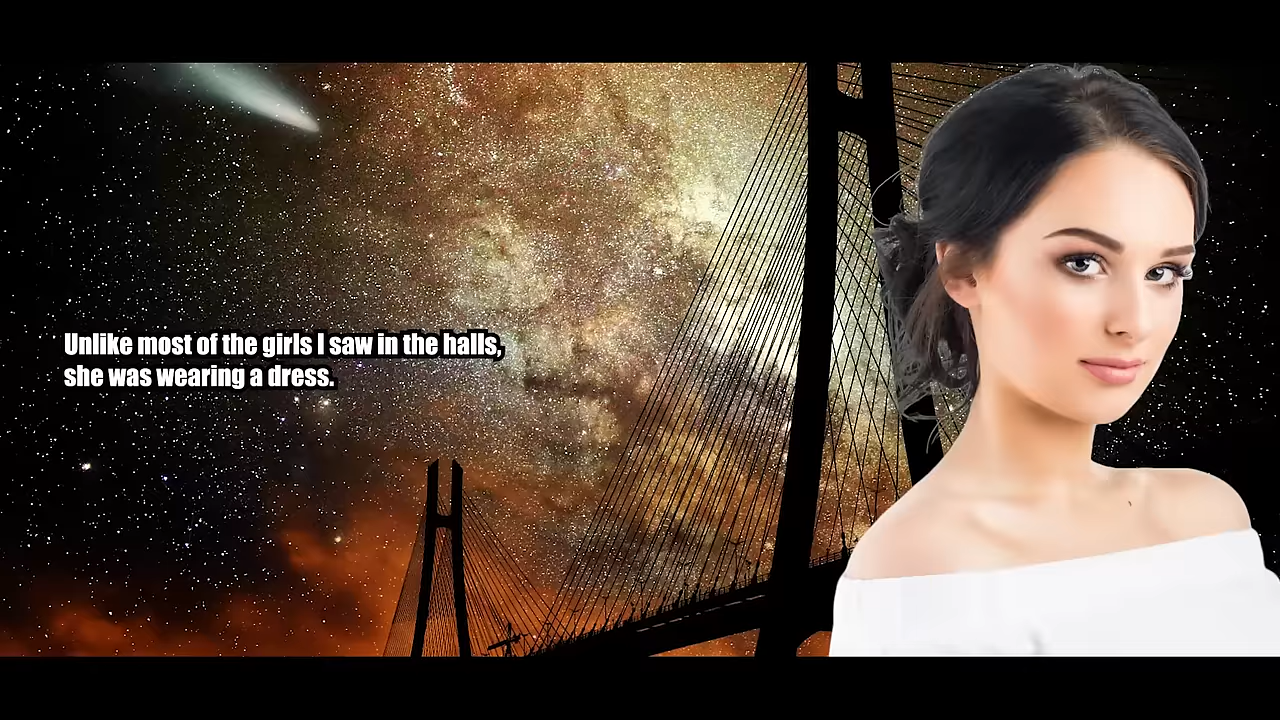 Unlike most of the girls I saw in the halls,
she was wearing a dress.